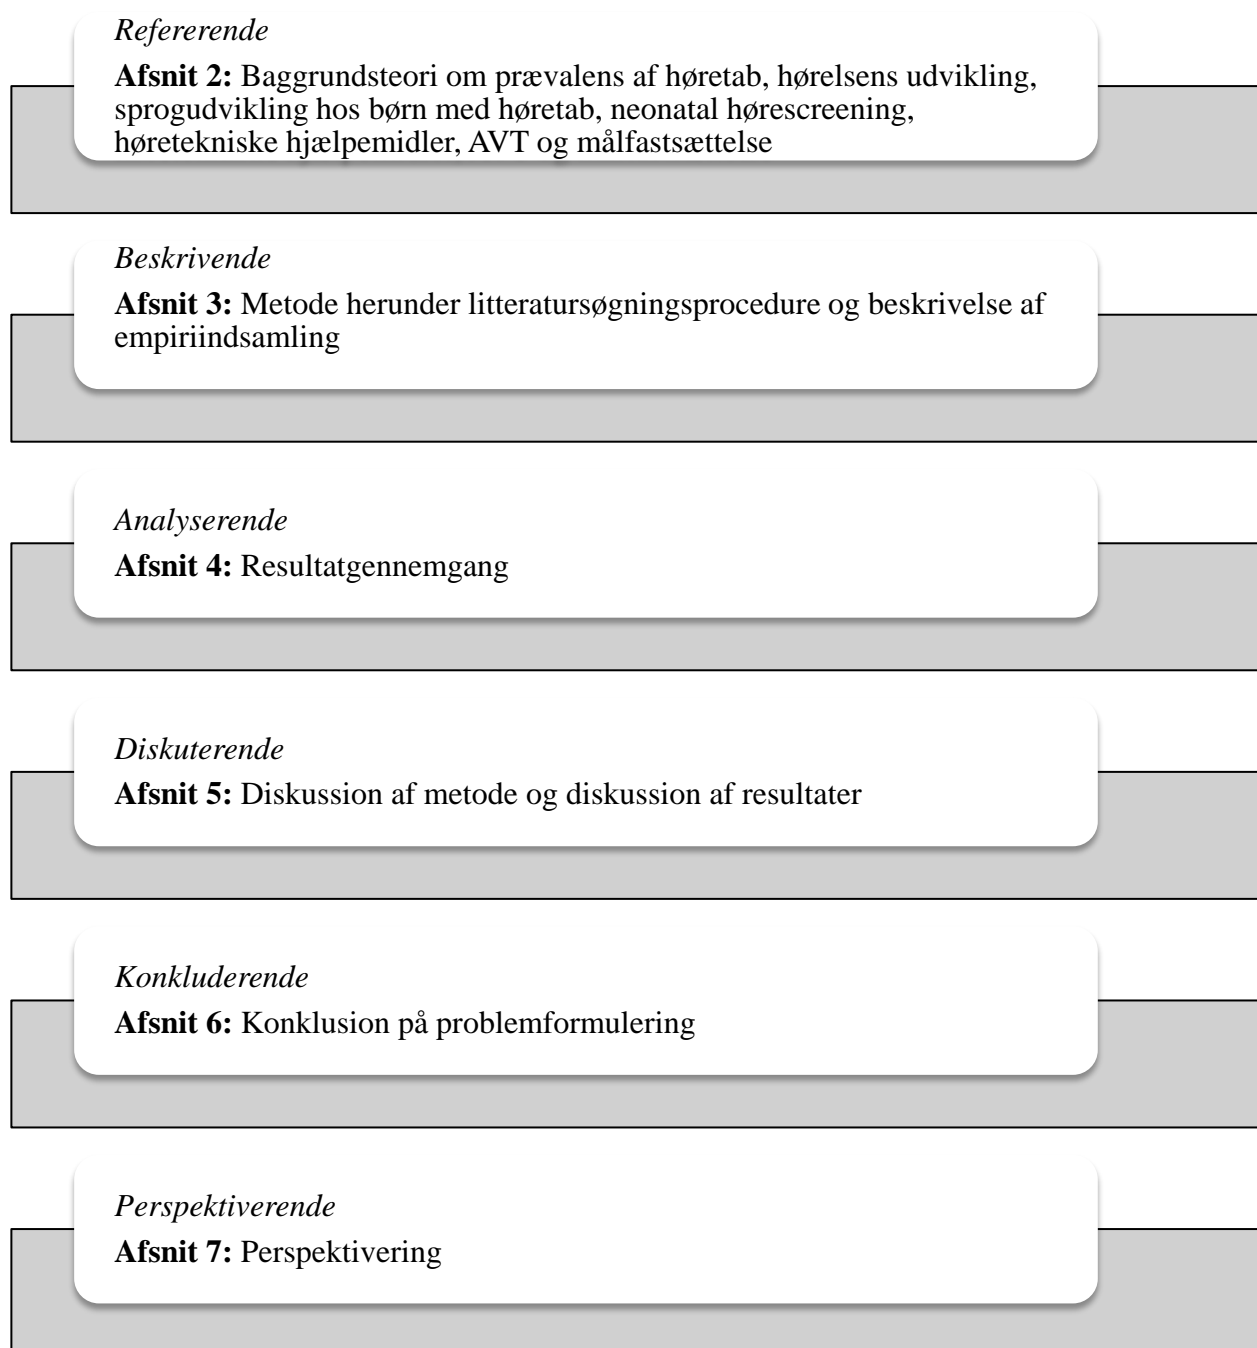 Refererende
Afsnit 2: Baggrundsteori om prævalens af høretab, hørelsens udvikling,
sprogudvikling hos børn med høretab, neonatal hørescreening,
høretekniske hjælpemidler, AVT og målfastsættelse
Beskrivende
Afsnit 3: Metode herunder litteratursøgningsprocedure og beskrivelse af
empiriindsamling
Analyserende
Afsnit 4: Resultatgennemgang
Diskuterende
Afsnit 5: Diskussion af metode og diskussion af resultater
Konkluderende
Afsnit 6: Konklusion på problemformulering
Perspektiverende
Afsnit 7: Perspektivering